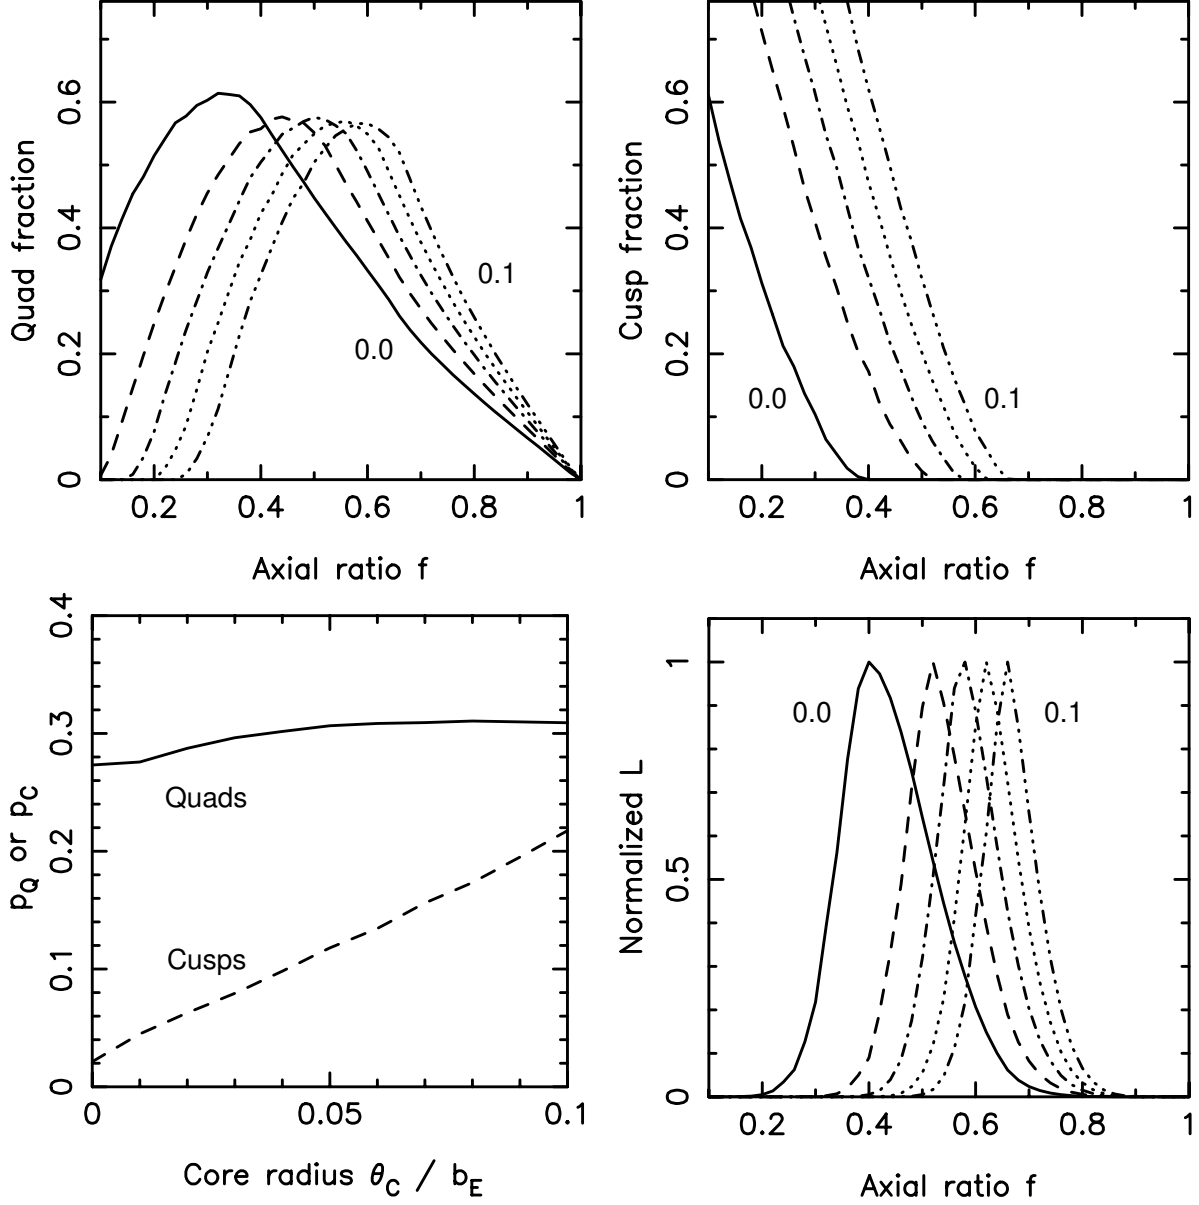 Quad fraction
0.6
0.4
0.2
0
0.1
0.0
0.2 0.4 0.6 0.8 1
Axial ratio f
Cusp fraction
0.6
0.4
0.2
0
0.0
0.1
0.2 0.4 0.6 0.8 1
Axial ratio f
pQ or pC
0.4
0.3
0.2
0.1
0
Quads
Cusps
0 0.05 0.1
Core radius θC / bE
Normalized L
1
0.5
0
0.0
0.1
0.2 0.4 0.6 0.8 1
Axial ratio f